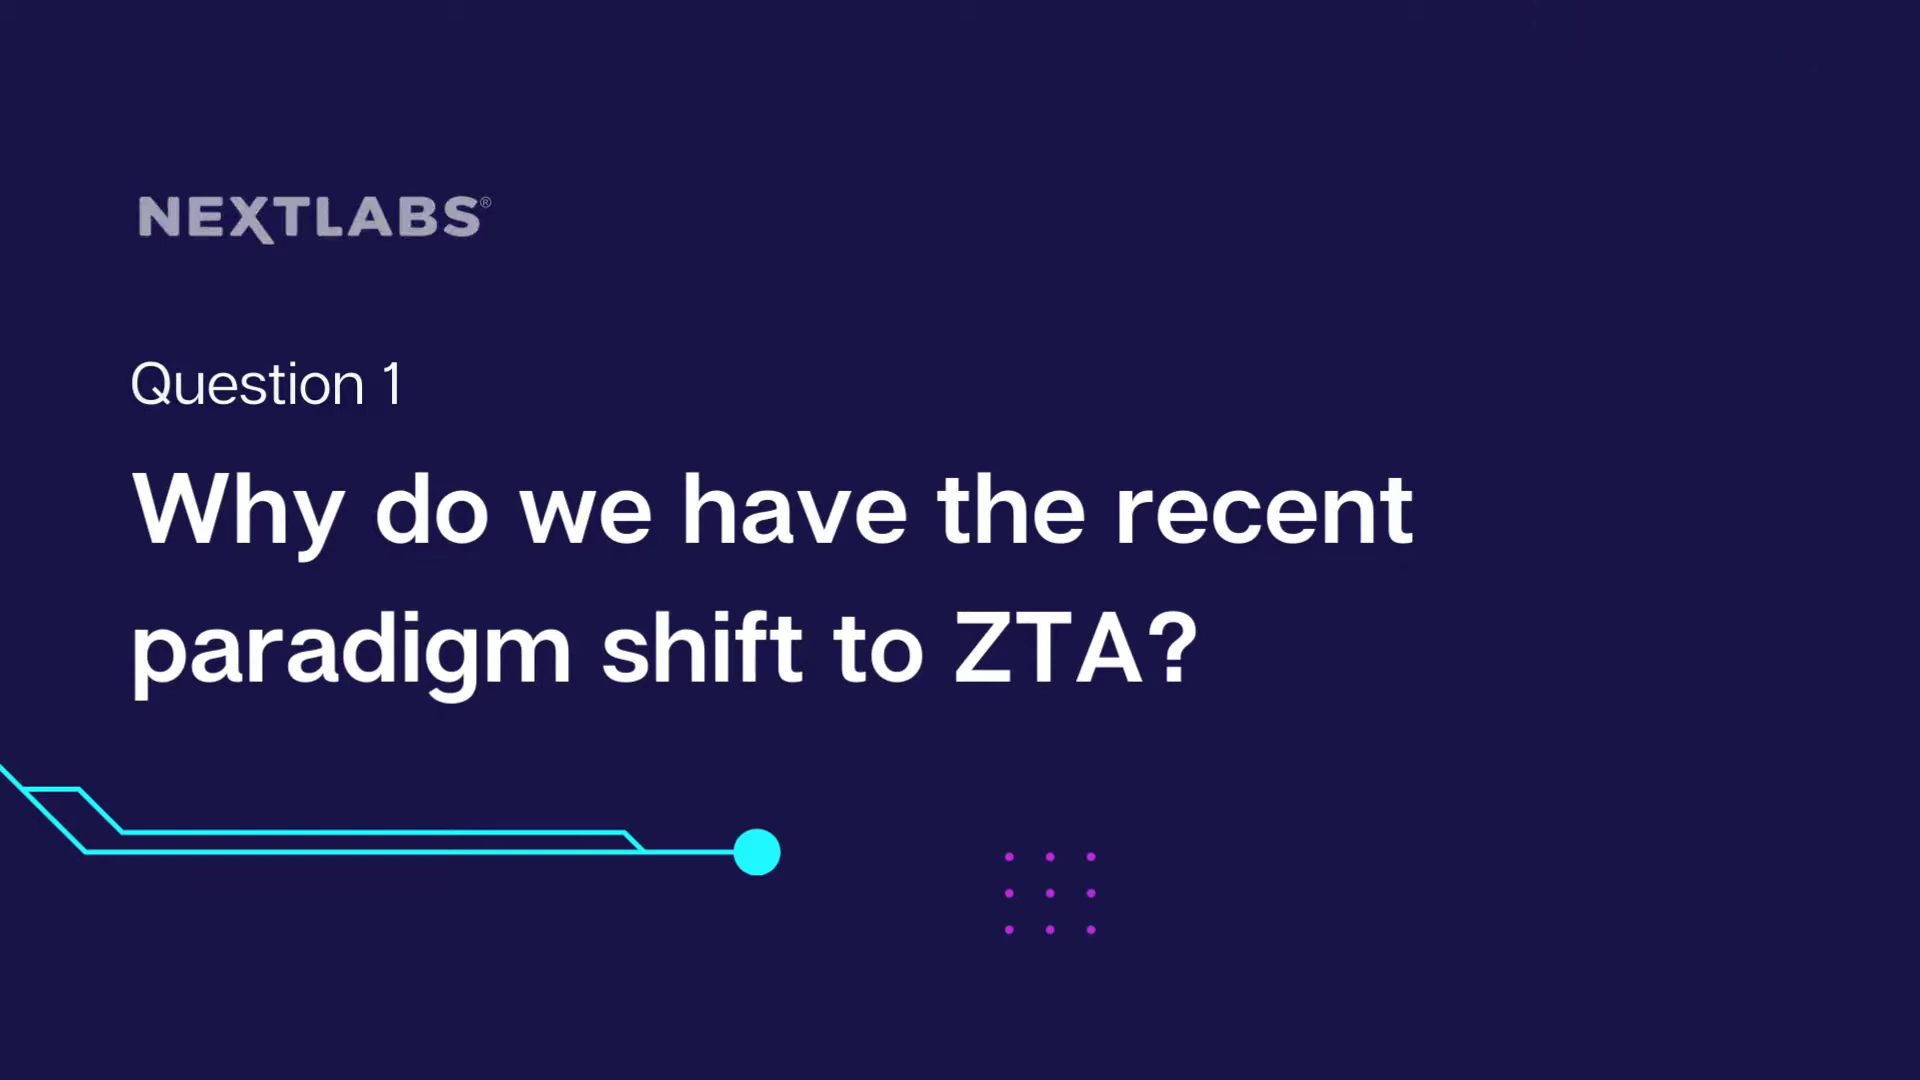 NEXTLABS®
Question 1
Why do we have the recent
paradigm shift to ZTA?